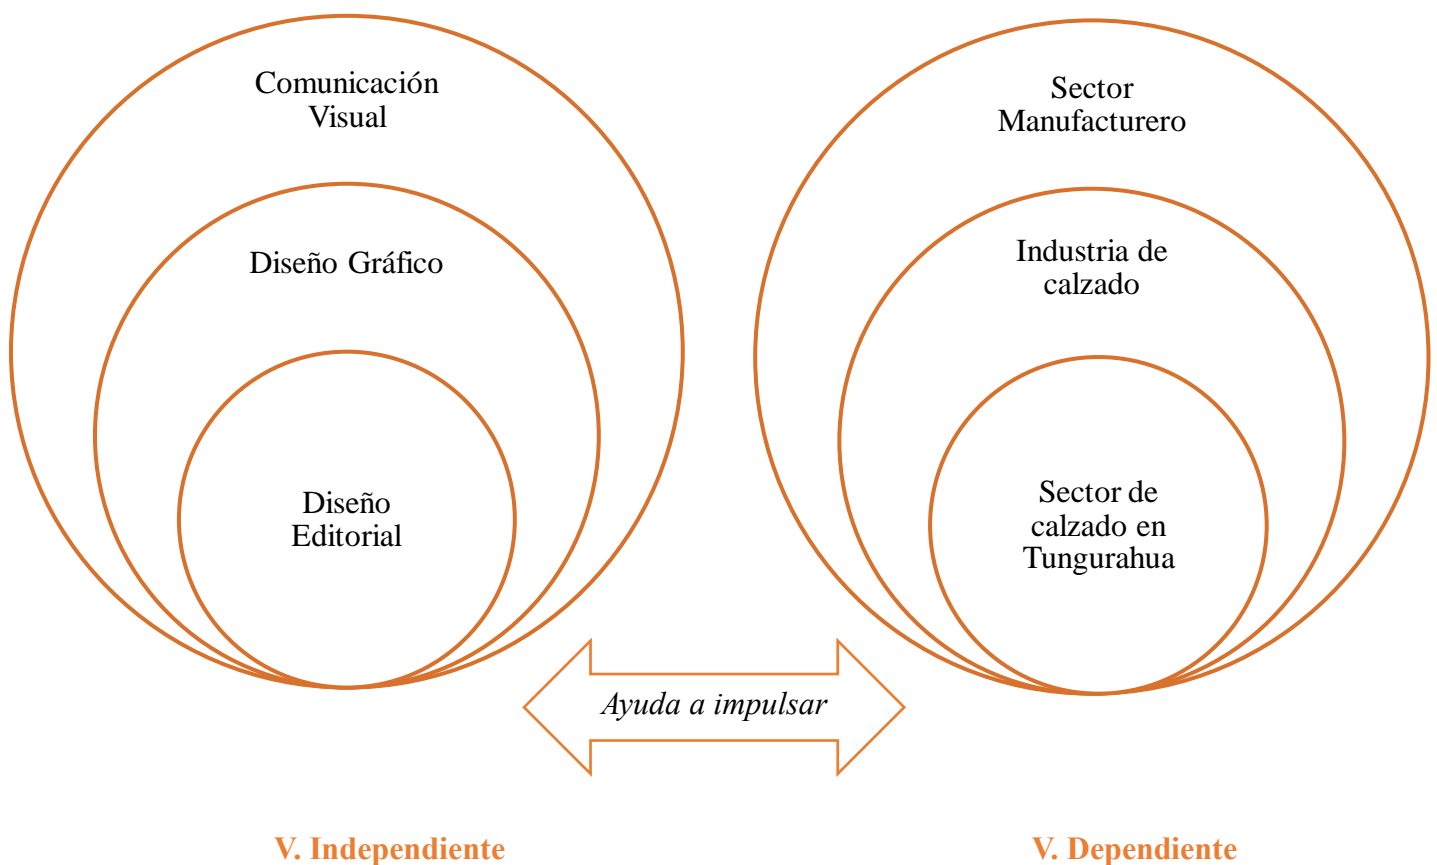 Comunicación
Visual
Diseño Gráfico
Diseño
Editorial
Sector
Manufacturero
Industria de
calzado
Sector de
calzado en
Tungurahua
Ayuda a impulsar
V. Independiente
V. Dependiente